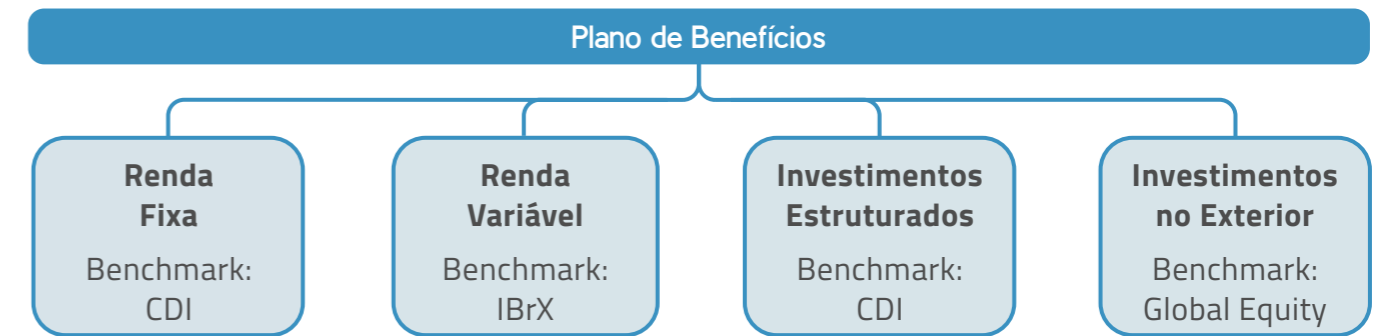 Plano de Benefícios
Renda
Fixa
Benchmark:
CDI
Renda
Variável
Benchmark:
IBrX
Investimentos
Estruturados
Benchmark:
CDI
Investimentos
no Exterior
Benchmark:
Global Equity